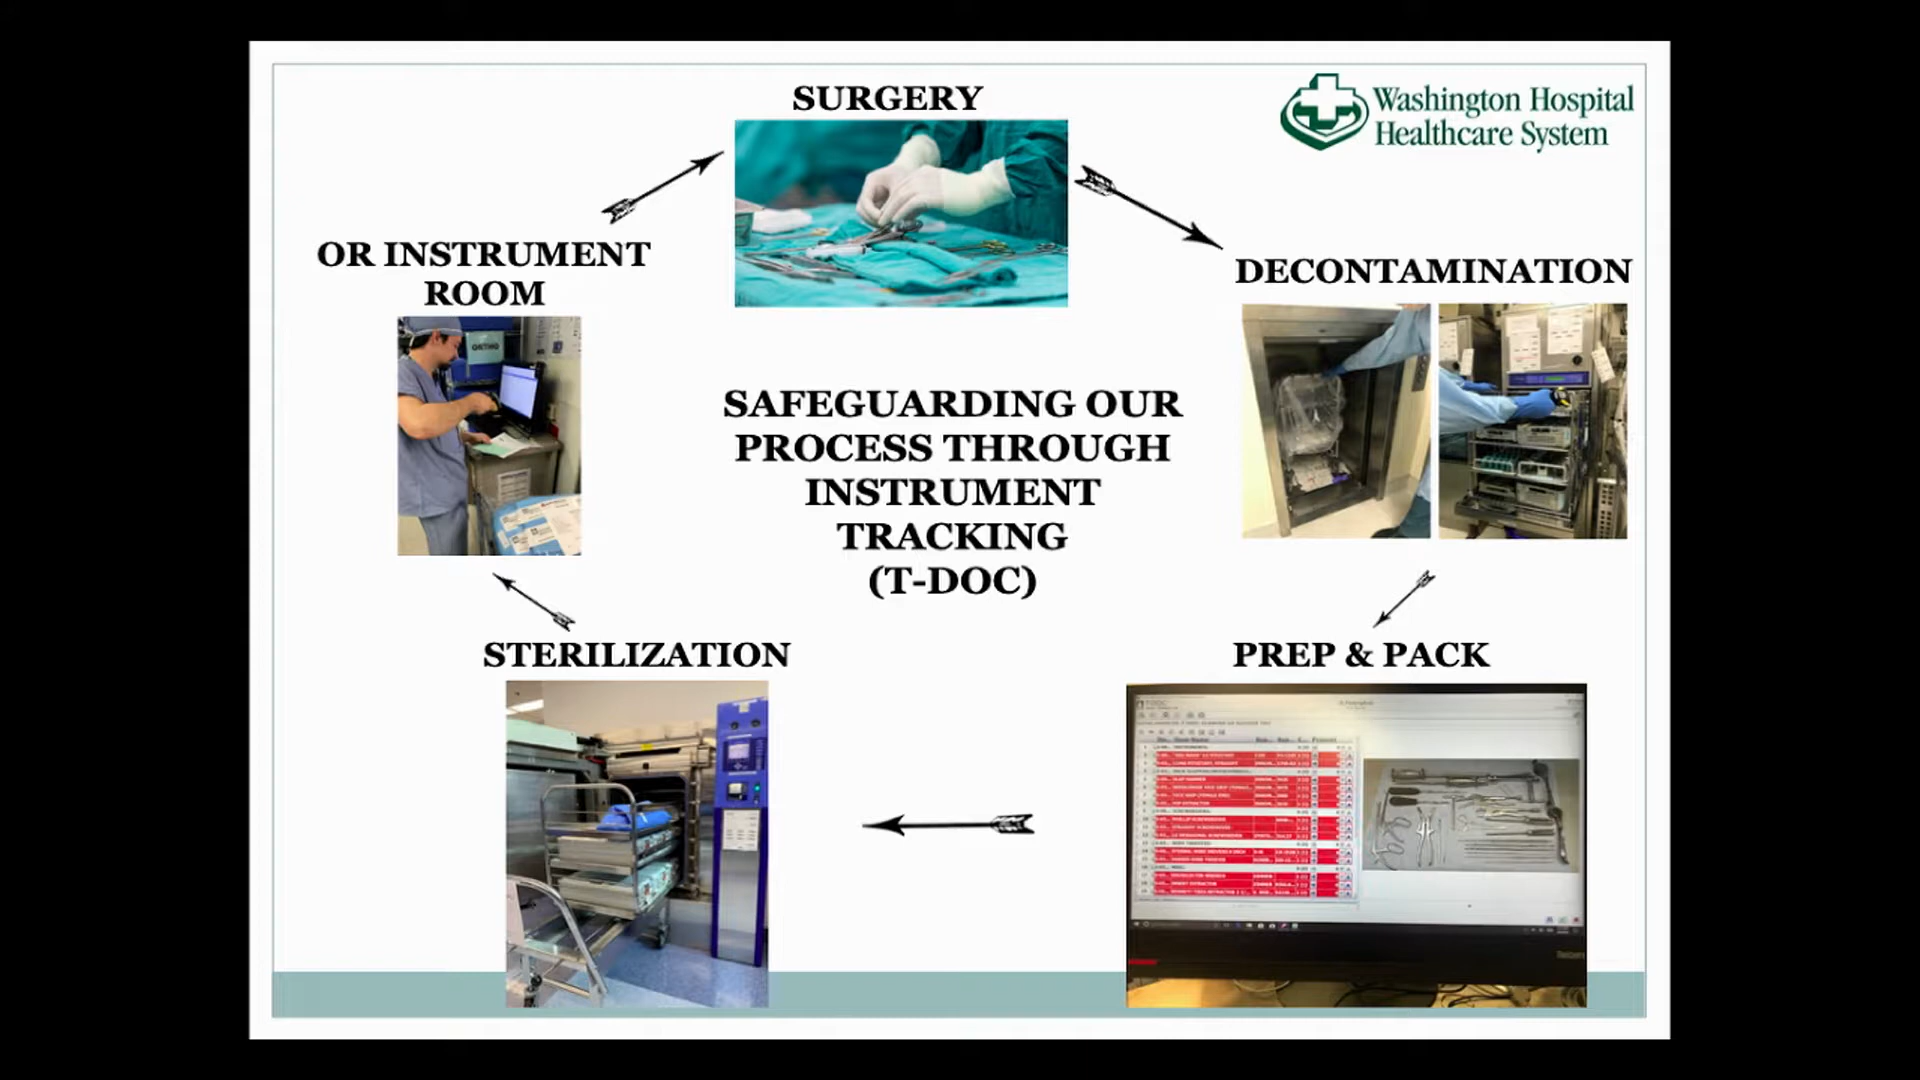 SURGERY
Washington Hospital
Healthcare System
OR INSTRUMENT
ROOM
DECONTAMINATION
ORTHO
SAFEGUARDING OUR
PROCESS THROUGH
INSTRUMENT
TRACKING
(T-DOC)
STERILIZATION
PREP & PACK